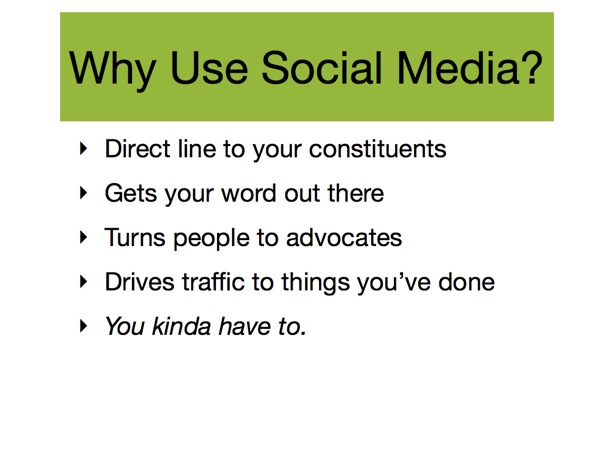 Why Use Social Media?
‣ Direct line to your constituents
‣ Gets your word out there
‣ Turns people to advocates
‣ Drives traffic to things you’ve done
‣ You kinda have to.